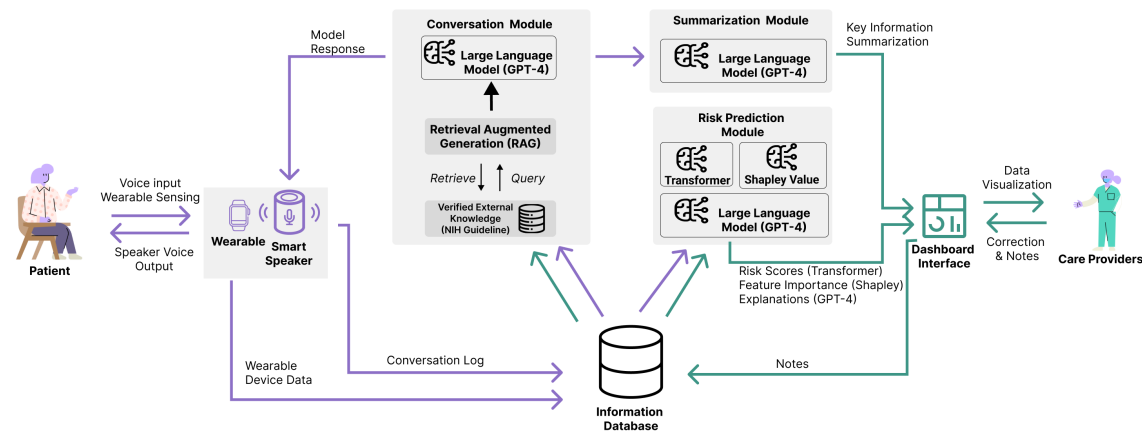 Conversation Module
Large Language
Model (GPT-4)
Retrieval Augmented
Generation (RAG)
Retrieve
Query
Verified External
Knowledge
(NIH Guideline)
Summarization Module
Large Language
Model (GPT-4)
Risk Prediction
Module
Transformer
Shapley Value
Large Language
Model (GPT-4)
Model
Response
Key Information
Summarization
Voice input
Wearable Sensing
Speaker Voice
Output
Patient
Wearable
Smart
Speaker
Data
Visualization
Correction
& Notes
Dashboard
Interface
Care Providers
Risk Scores (Transformer)
Feature Importance (Shapley)
Explanations (GPT-4)
Wearable
Device Data
Conversation Log
Notes
Information
Database